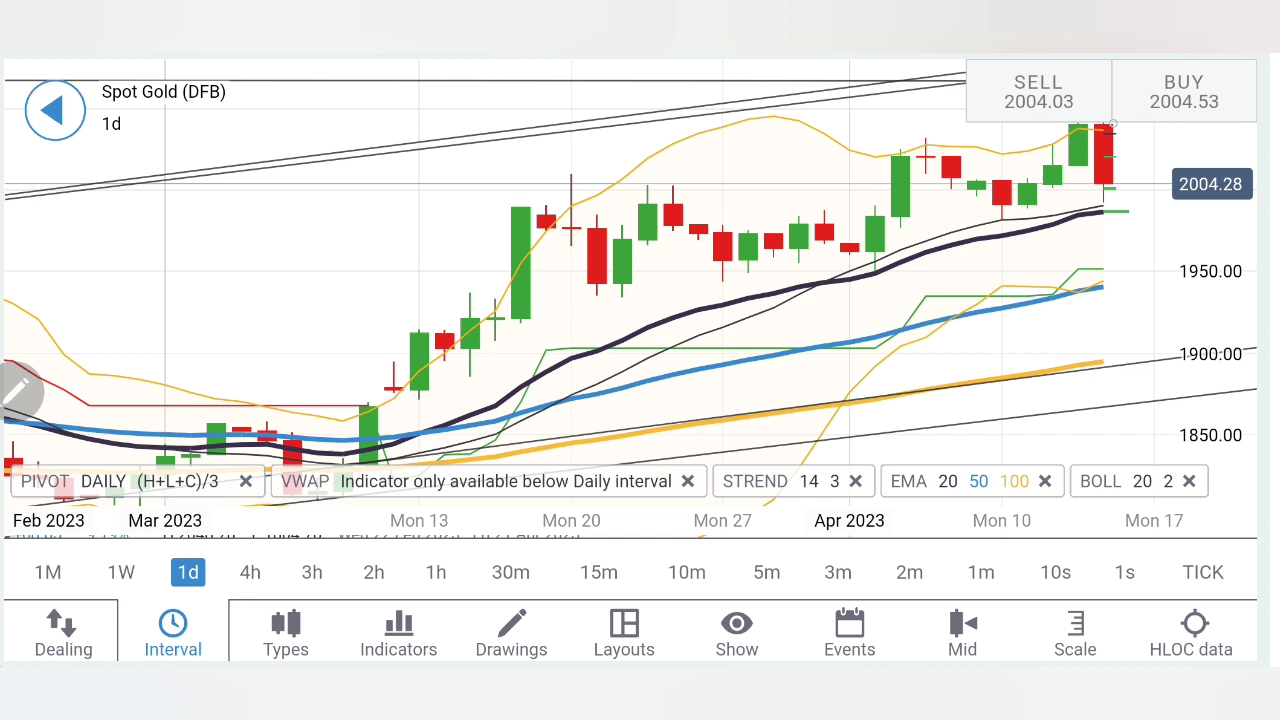 Spot Gold (DFB)
1d
SELL
2004.03
BUY
2004.53
2004.28
1950.00
1900.00
1850.00
PIVOT DAILY (H+L+C)/3
VWAP Indicator only available below Daily interval
STREND 14 3
EMA 20 50 100
BOLL 20 2
Feb 2023 Mar 2023 Mon 13 Mon 20 Mon 27 Apr 2023 Mon 10 Mon 17
1M 1W 1d 4h 3h 2h 1h 30m 15m 10m 5m 3m 2m 1m 10s 1s TICK
Dealing Interval Types Indicators Drawings Layouts Show Events Mid Scale HLOC data